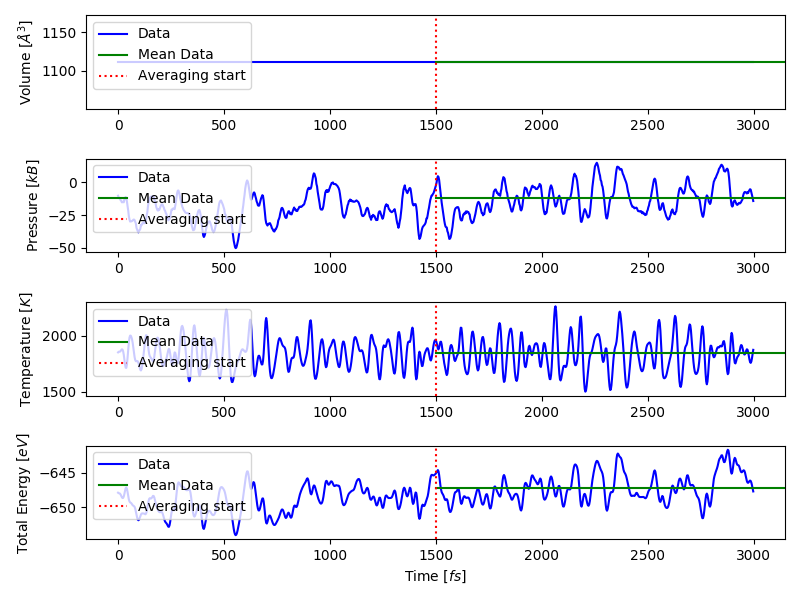 Volume [Å³]
1150
1100
Data
Mean Data
Averaging start
0 500 1000 1500 2000 2500 3000
Pressure [kB]
0
−25
−50
Data
Mean Data
Averaging start
0 500 1000 1500 2000 2500 3000
Temperature [K]
2000
1500
Data
Mean Data
Averaging start
0 500 1000 1500 2000 2500 3000
Total Energy [eV]
−645
−650
Data
Mean Data
Averaging start
0 500 1000 1500 2000 2500 3000
Time [fs]